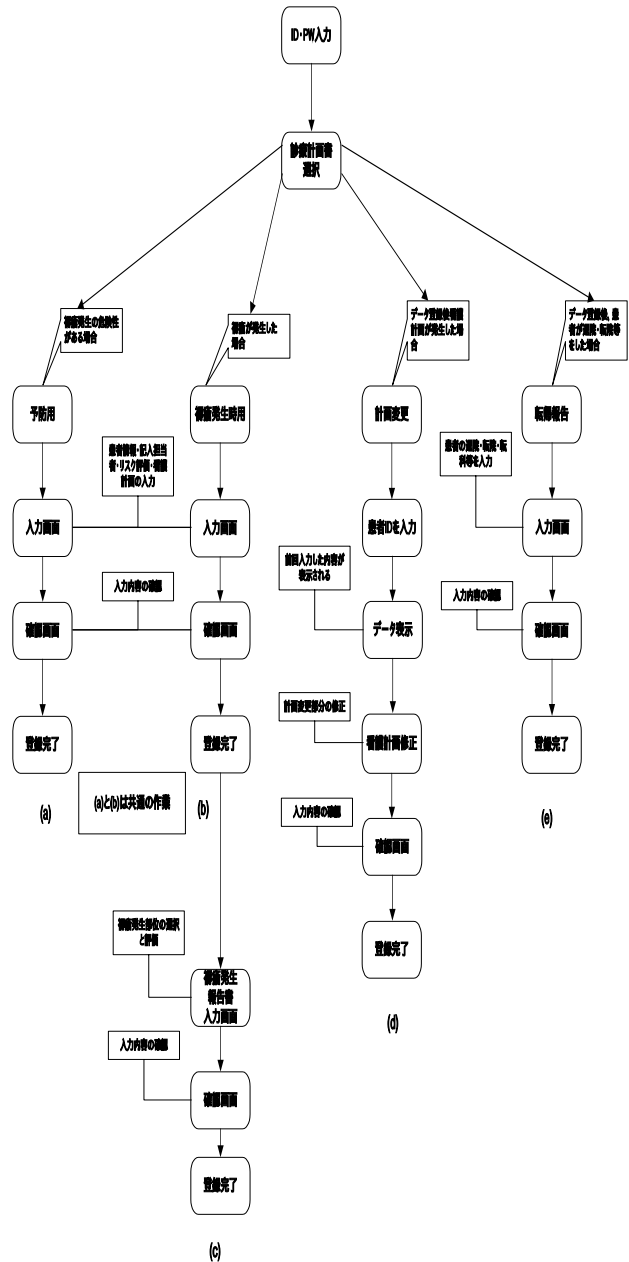 ID・PW入力
診療計画書
選択
褥瘡発生の危険性
がある場合
褥瘡が発生した
場合
データ登録後看護
計画が発生した場
合
データ登録後、患
者が退院・転院等
をした場合
予防用
褥瘡発生時用
計画変更
転帰報告
患者情報・記入担当
者・リスク評価・看護
計画の入力
患者の退院・転院・転
科等を入力
入力画面
入力画面
患者IDを入力
入力画面
前回入力した内容が
表示される
入力内容の確認
入力内容の確認
確認画面
確認画面
データ表示
確認画面
計画変更部分の修正
登録完了
登録完了
看護計画修正
登録完了
(a)と(b)は共通の作業
(a)
(b)
(e)
入力内容の確認
確認画面
登録完了
(d)
褥瘡発生部位の選択
と評価
褥瘡発生
報告書
入力画面
入力内容の確認
確認画面
登録完了
(c)